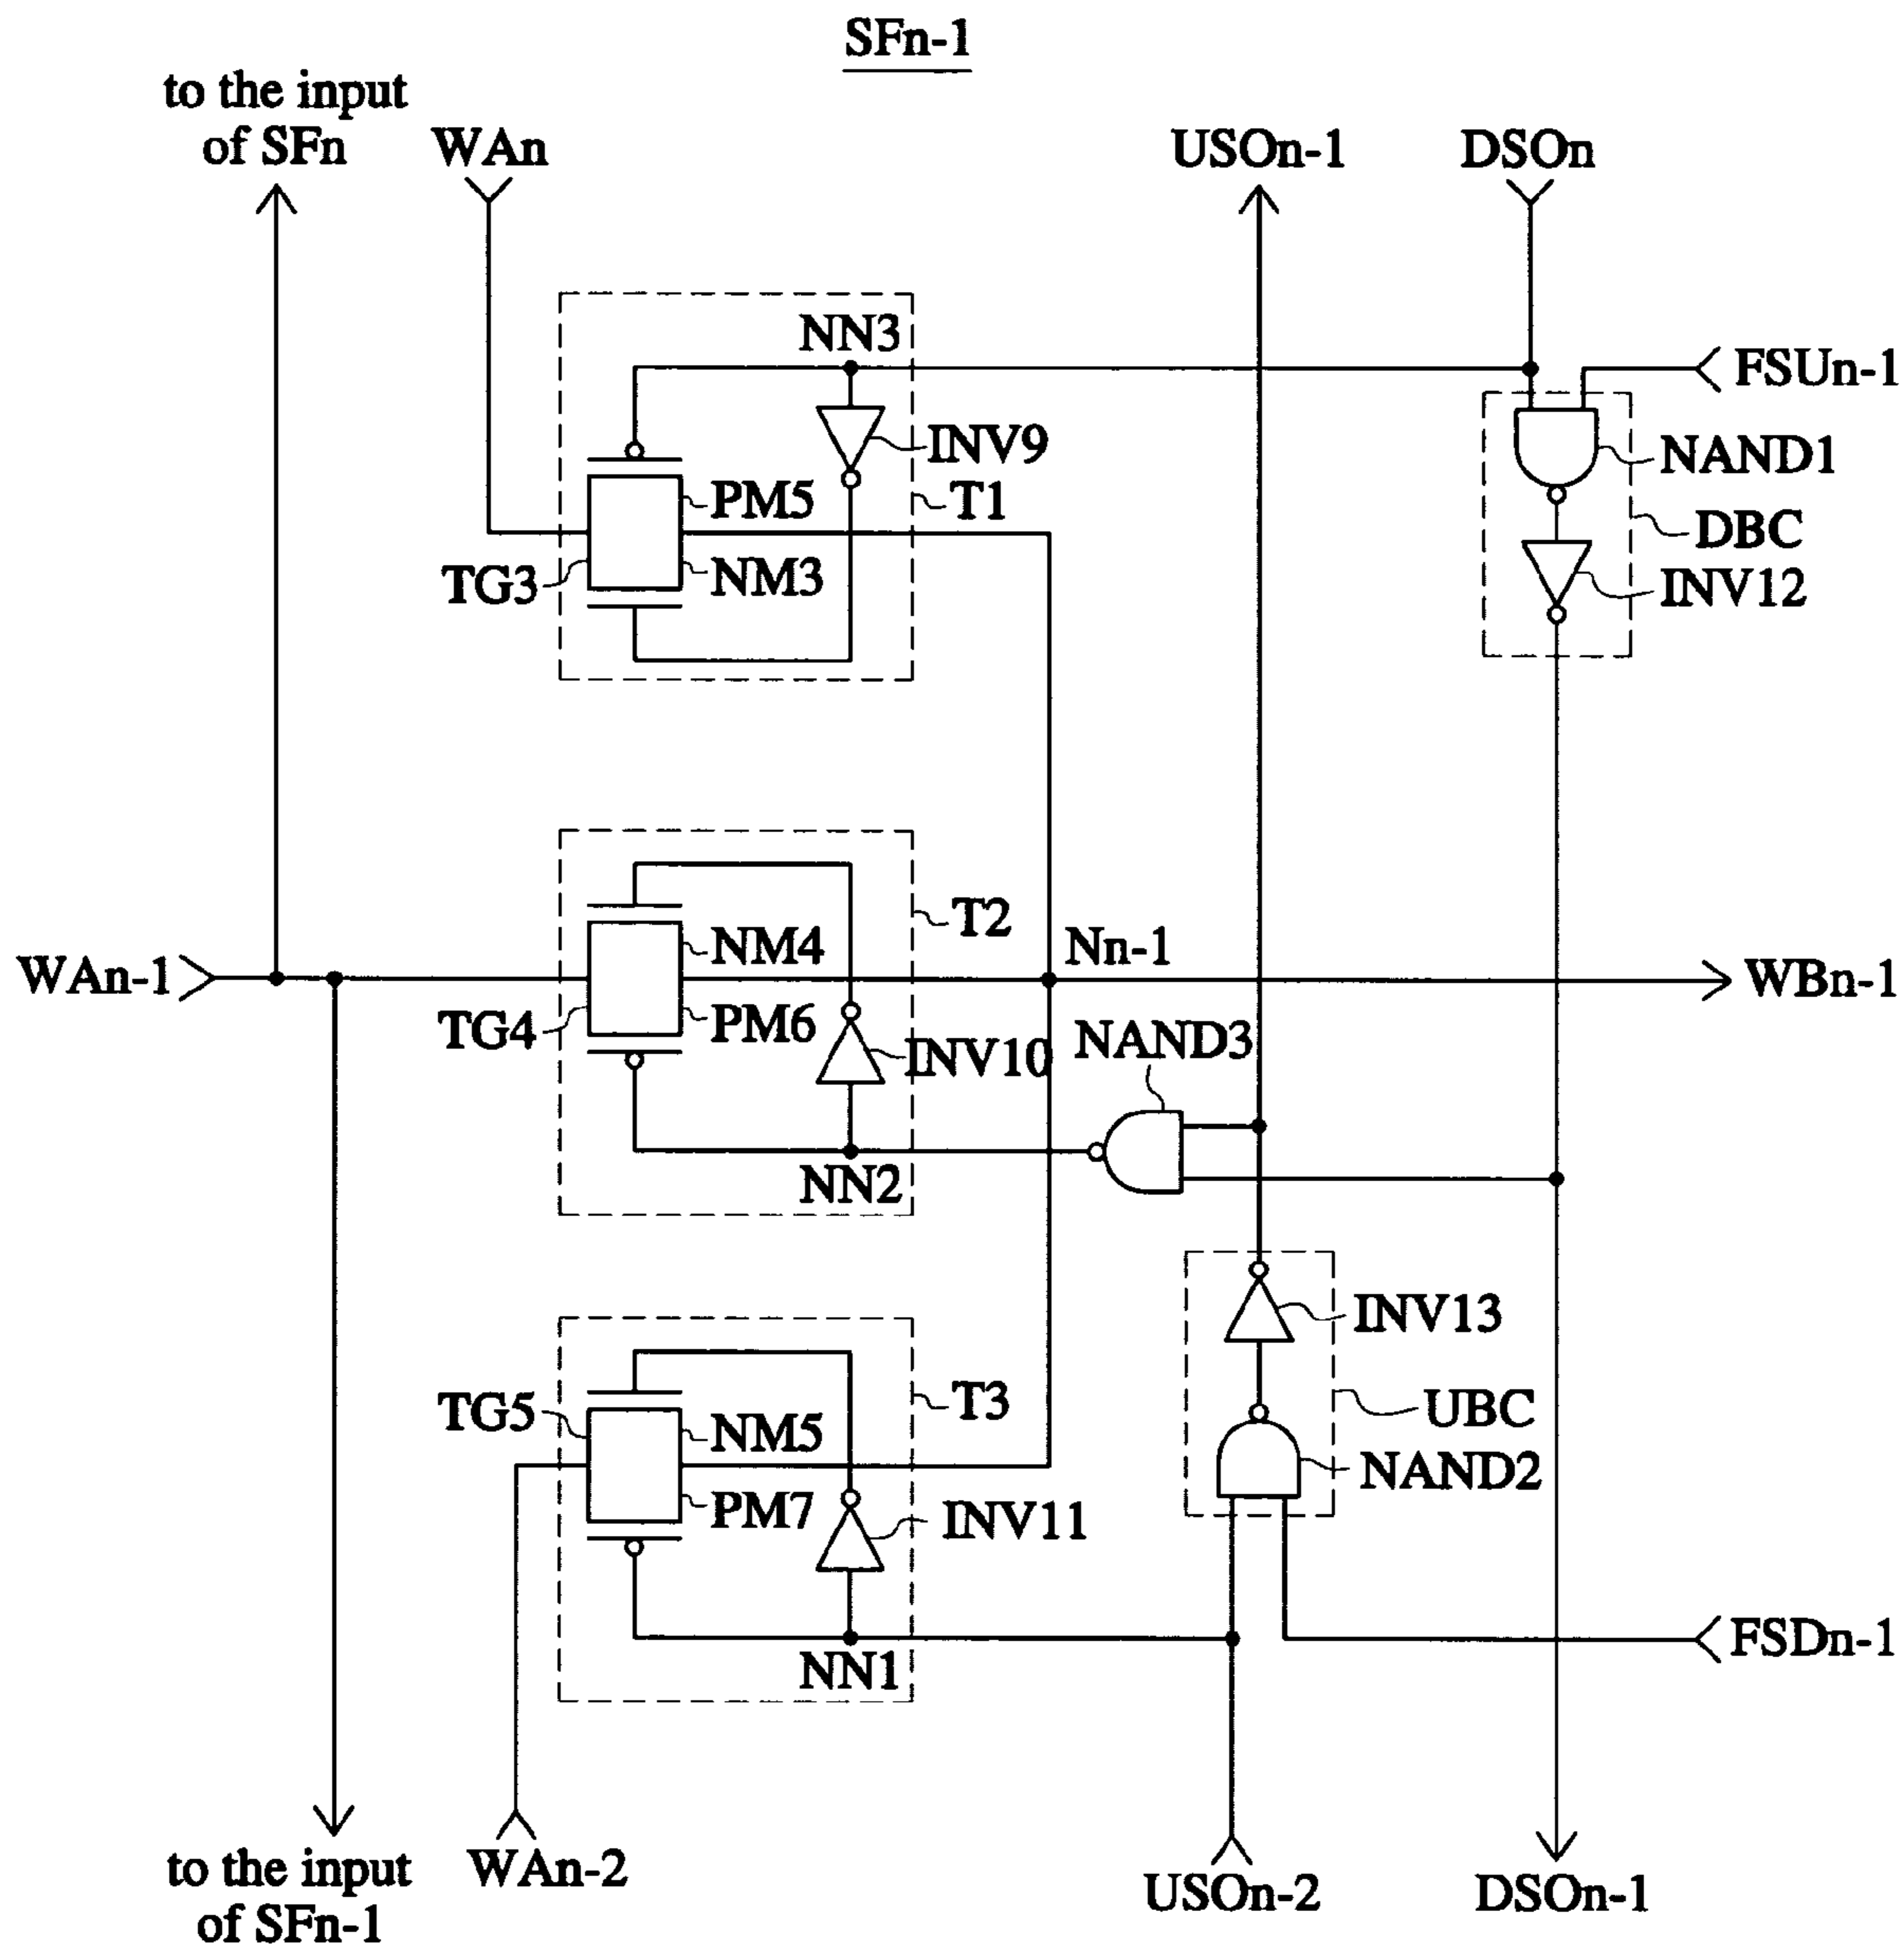 SFn-1
to the input
of SFn
WAn
USOn-1
DSOn
NN3
FSUn-1
INV9
NAND1
PM5
T1
DBC
TG3
NM3
INV12
T2
NM4
Nn-1
WAn-1
WBn-1
TG4
PM6
INV10
NAND3
NN2
INV13
TG5
T3
UBC
NM5
NAND2
PM7
INV11
FSDn-1
NN1
to the input
of SFn-1
WAn-2
USOn-2
DSOn-1